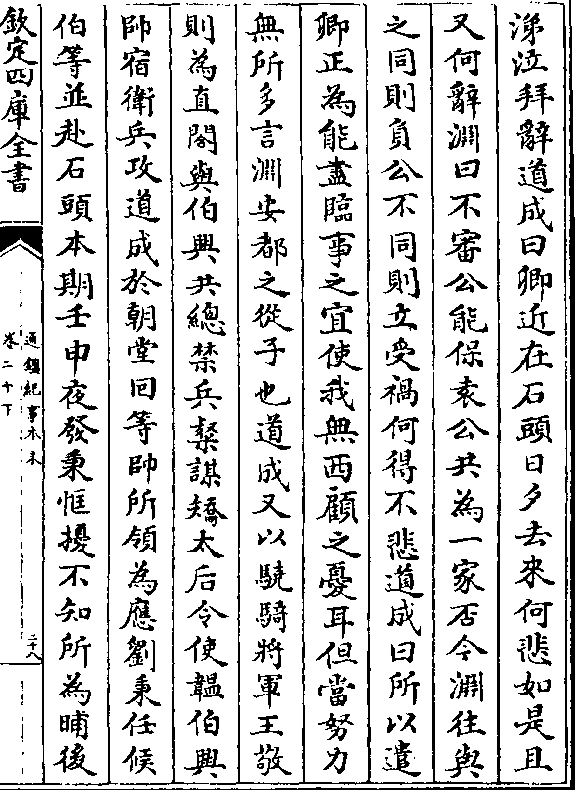 涕泣拜辭道成曰卿近在石頭日夕去來何悲如是且
又何辭淵曰不審公能保袁公共為一家否今淵往與
之同則負公不同則立受禍何得不悲道成曰所以遣
卿正為能盡臨事之宜使我無西顧之憂耳但當努力
無所多言淵安都之從子也道成又以驍騎將軍王敬
則為直閣與伯興共總禁兵粲謀矯太后令使韞伯興
帥宿衛兵攻道成於朝堂回等帥所領為應劉秉任候
伯等並赴石頭本期壬申夜發秉恇擾不知所為晡後
欽定四庫全書
通鑑紀事本末
卷二十下
二十八